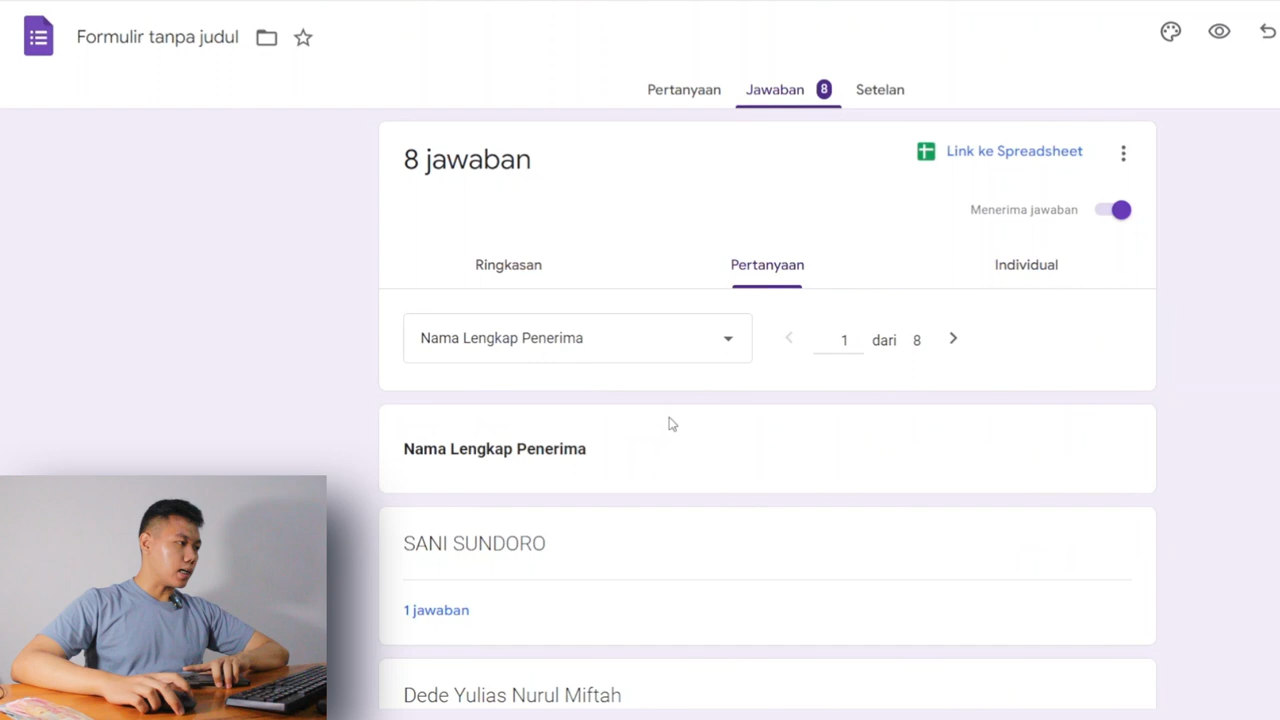 Formulir tanpa judul
Pertanyaan Jawaban 8 Setelan
8 jawaban
Link ke Spreadsheet
Menerima jawaban
Ringkasan Pertanyaan Individual
Nama Lengkap Penerima 1 dari 8
Nama Lengkap Penerima
SANI SUNDORO
1 jawaban
Dede Yulias Nurul Miftah